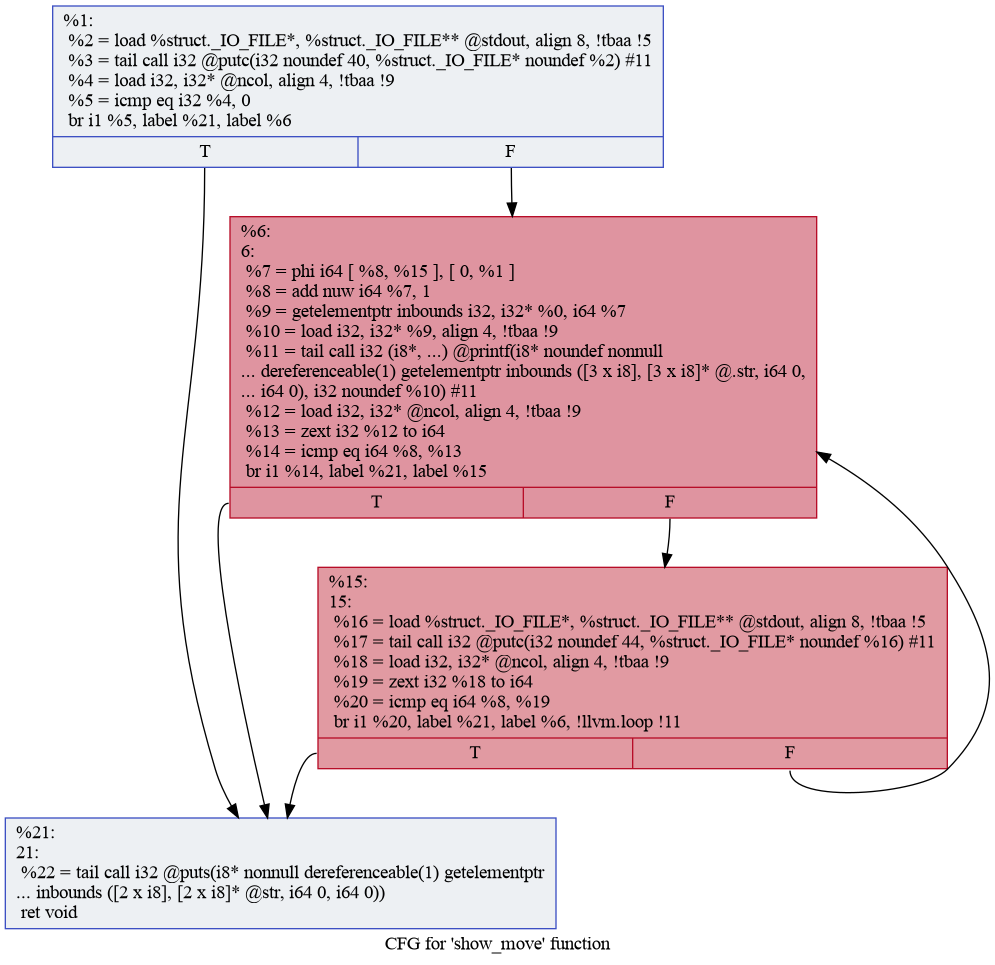 %1:
%2 = load %struct._IO_FILE*, %struct._IO_FILE** @stdout, align 8, !tbaa !5
%3 = tail call i32 @putc(i32 noundef 40, %struct._IO_FILE* noundef %2) #11
%4 = load i32, i32* @ncol, align 4, !tbaa !9
%5 = icmp eq i32 %4, 0
br i1 %5, label %21, label %6
T F
%6:
6:
%7 = phi i64 [ %8, %15 ], [ 0, %1 ]
%8 = add nuw i64 %7, 1
%9 = getelementptr inbounds i32, i32* %0, i64 %7
%10 = load i32, i32* %9, align 4, !tbaa !9
%11 = tail call i32 (i8*, ...) @printf(i8* noundef nonnull
... dereferenceable(1) getelementptr inbounds ([3 x i8], [3 x i8]* @.str, i64 0,
... i64 0), i32 noundef %10) #11
%12 = load i32, i32* @ncol, align 4, !tbaa !9
%13 = zext i32 %12 to i64
%14 = icmp eq i64 %8, %13
br i1 %14, label %21, label %15
T F
%15:
15:
%16 = load %struct._IO_FILE*, %struct._IO_FILE** @stdout, align 8, !tbaa !5
%17 = tail call i32 @putc(i32 noundef 44, %struct._IO_FILE* noundef %16) #11
%18 = load i32, i32* @ncol, align 4, !tbaa !9
%19 = zext i32 %18 to i64
%20 = icmp eq i64 %8, %19
br i1 %20, label %21, label %6, !llvm.loop !11
T F
%21:
21:
%22 = tail call i32 @puts(i8* nonnull dereferenceable(1) getelementptr
... inbounds ([2 x i8], [2 x i8]* @str, i64 0, i64 0))
ret void
CFG for 'show_move' function